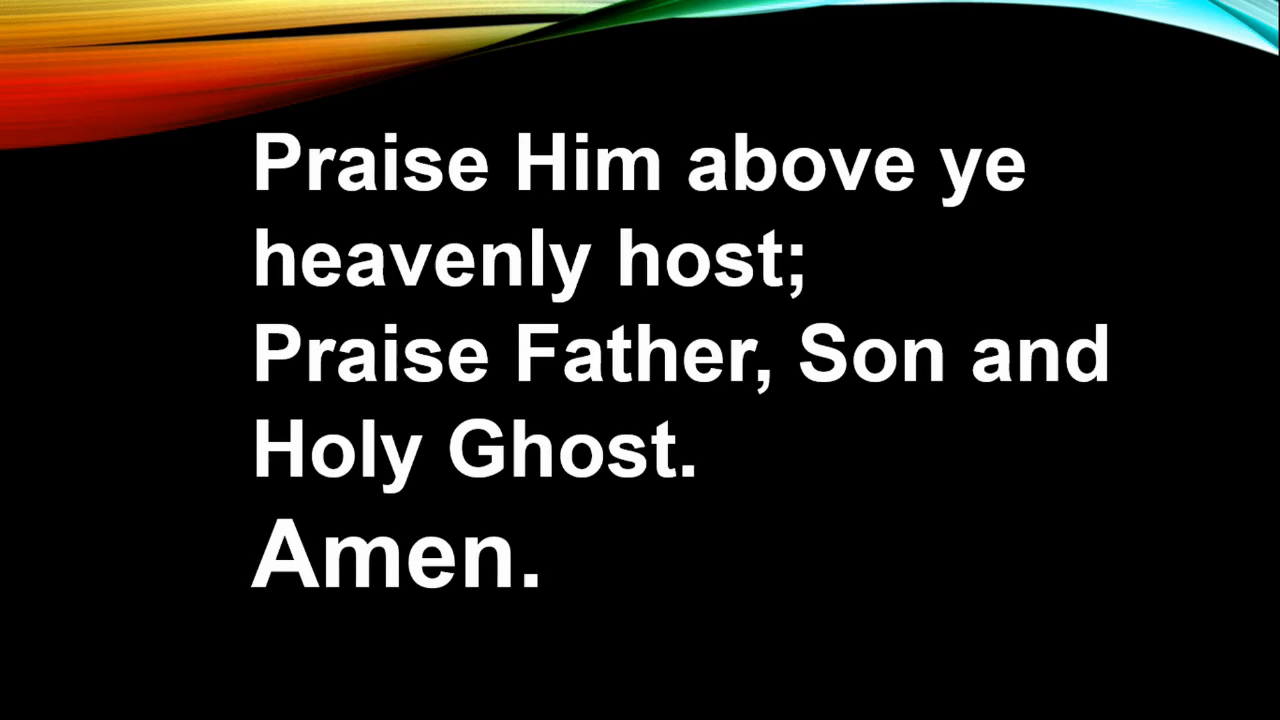 Praise Him above ye
heavenly host;
Praise Father, Son and
Holy Ghost.
Amen.